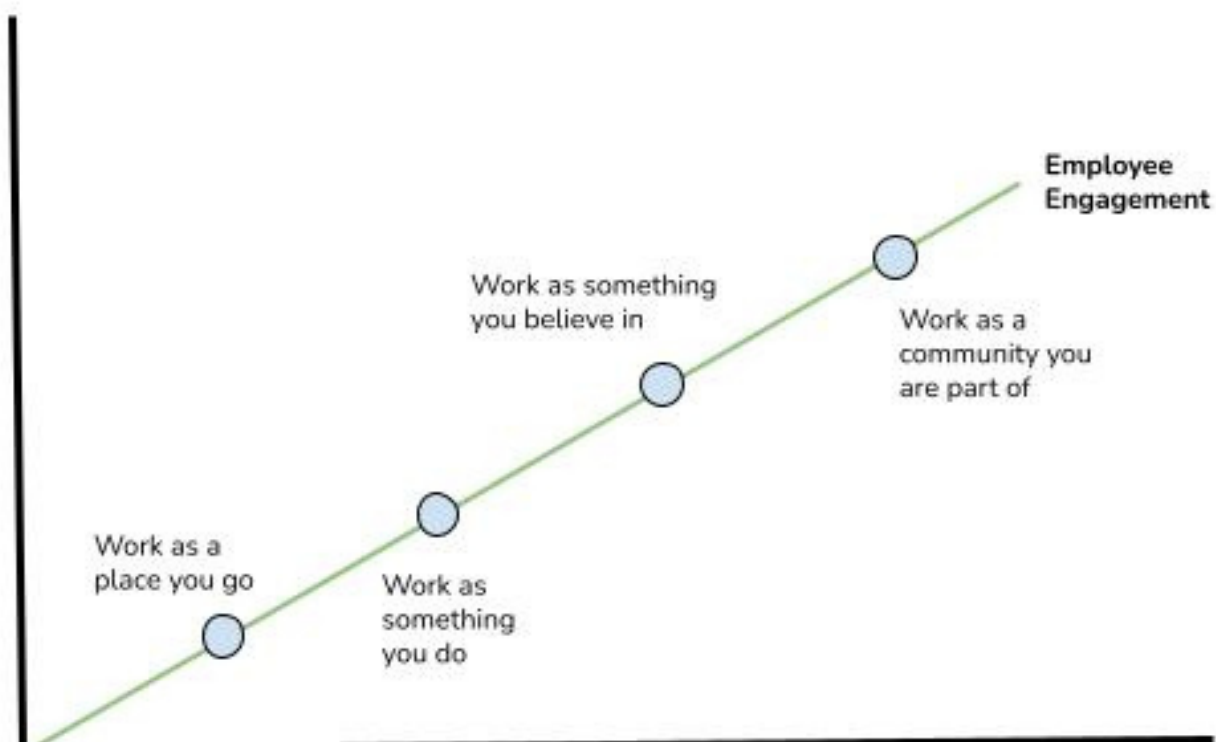 Employee
Engagement
Work as something
you believe in
Work as a
community you
are part of
Work as a
place you go
Work as
something
you do